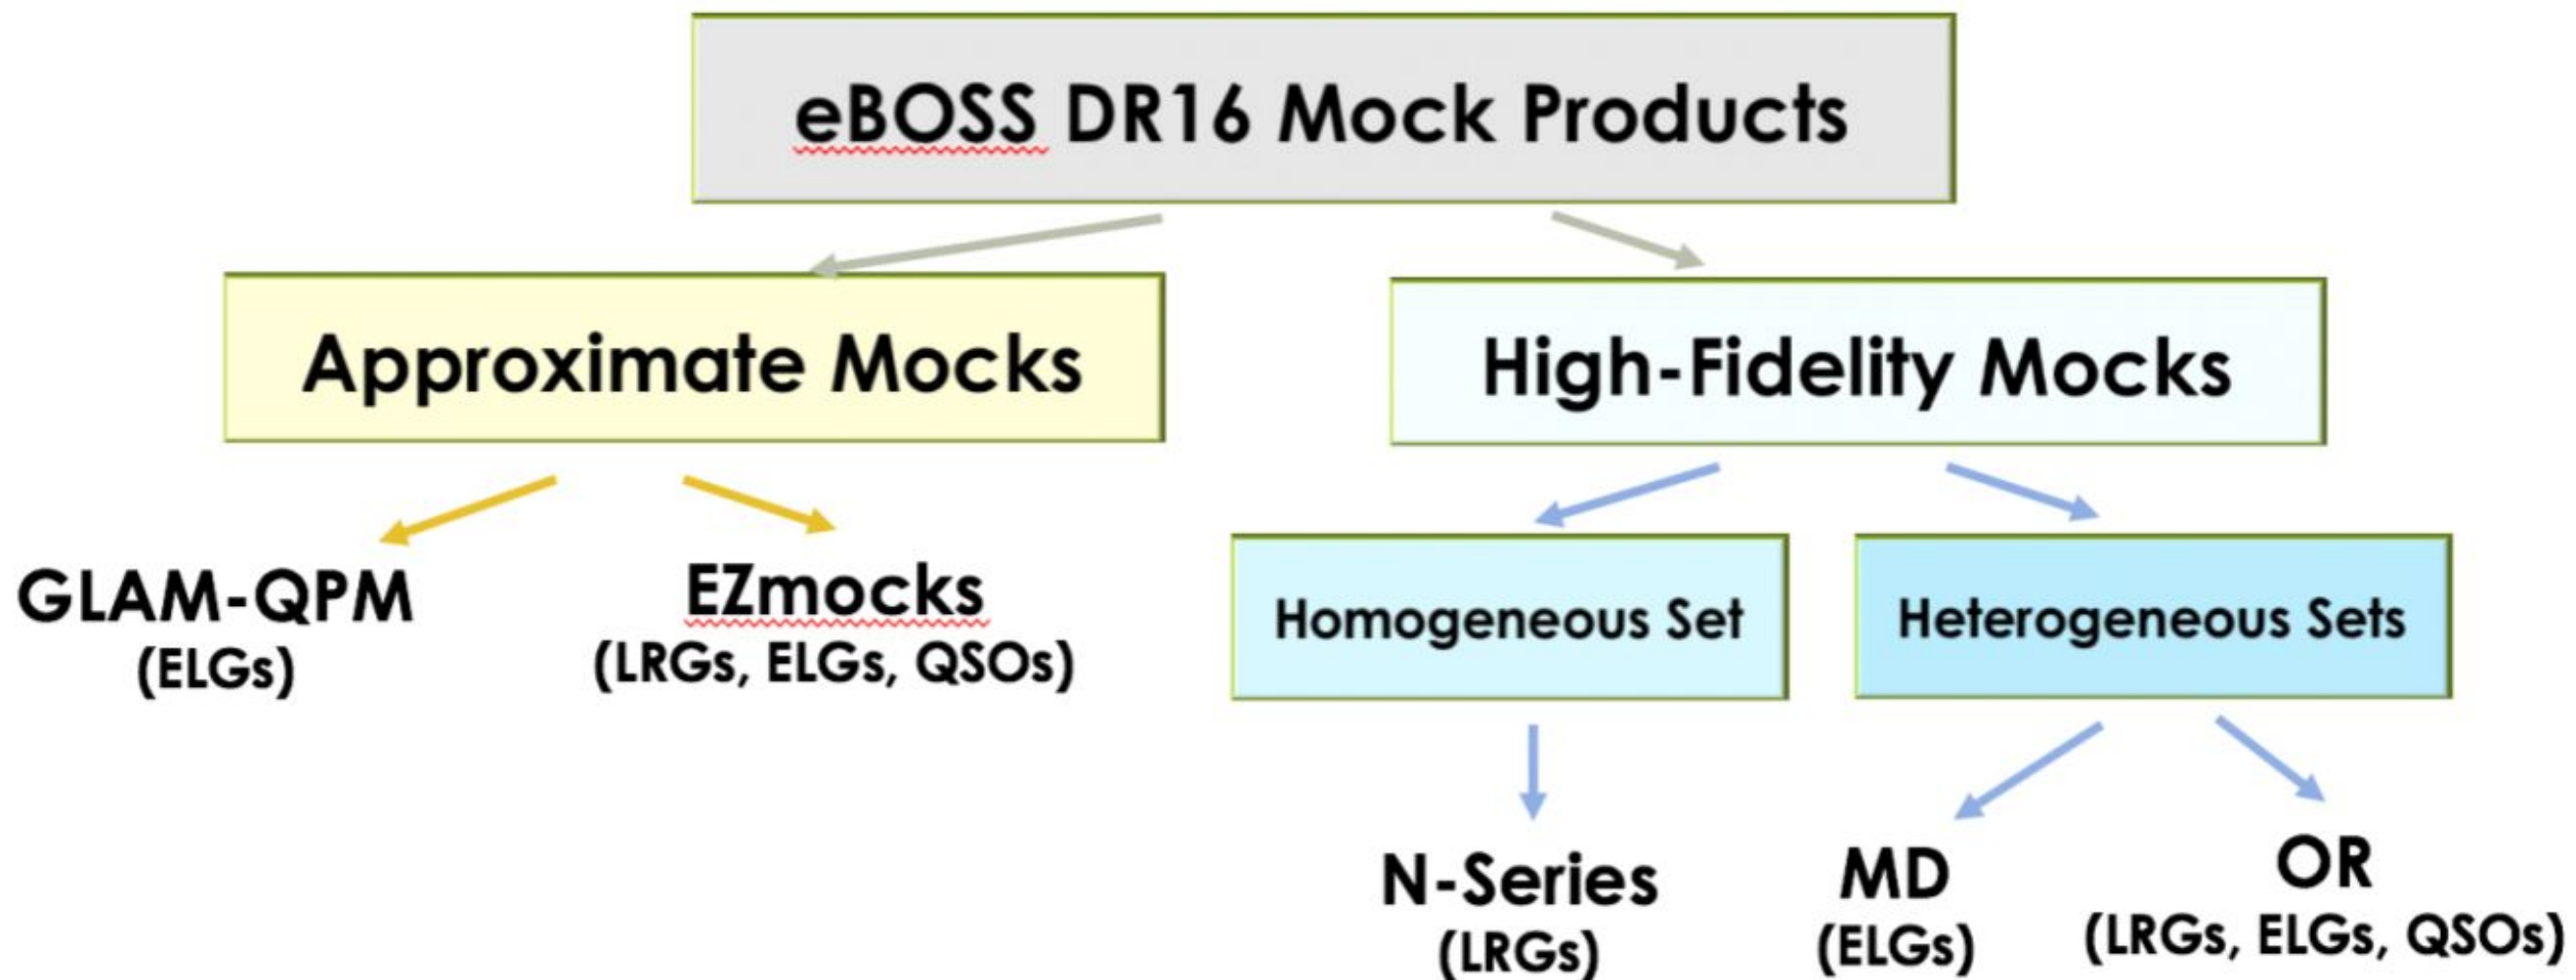 eBOSS DR16 Mock Products
Approximate Mocks
High-Fidelity Mocks
GLAM-QPM
(ELGs)
EZmocks
(LRGs, ELGs, QSOs)
Homogeneous Set
Heterogeneous Sets
N-Series
(LRGs)
MD
(ELGs)
OR
(LRGs, ELGs, QSOs)